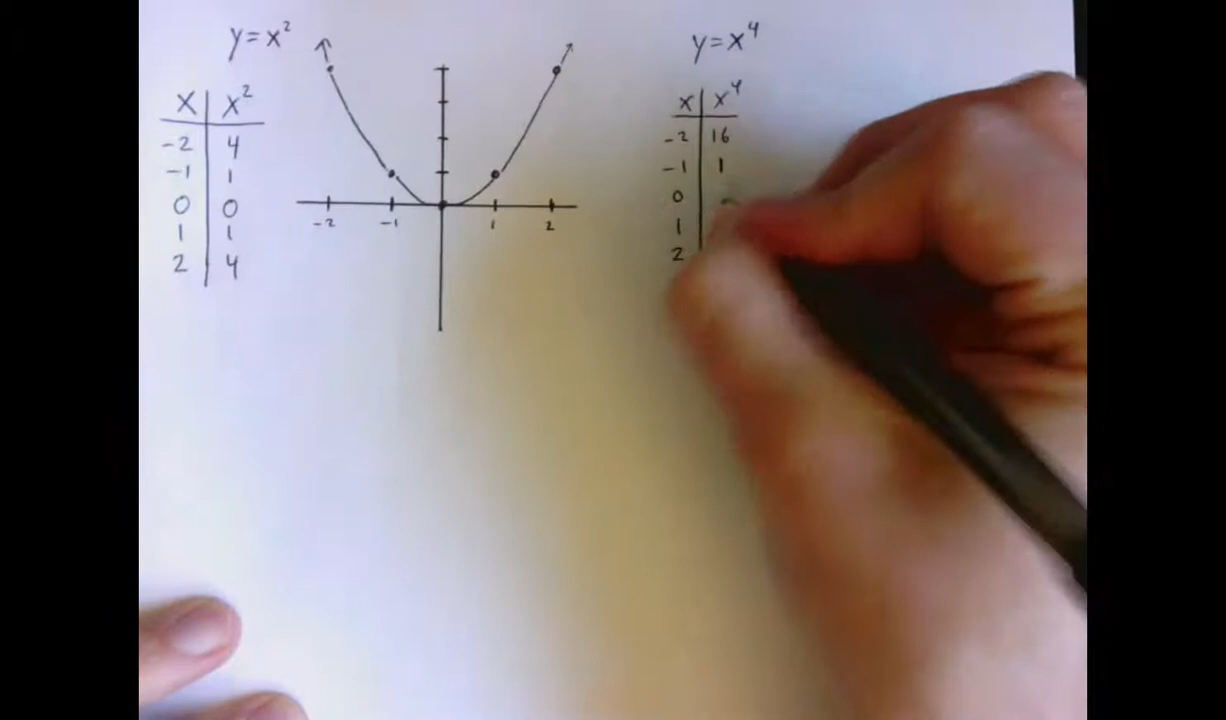 y=x²
x | x²
-2 | 4
-1 | 1
0 | 0
1 | 1
2 | 4
-2 -1 1 2
y=x⁴
x | x⁴
-2 | 16
-1 | 1
0
1
2